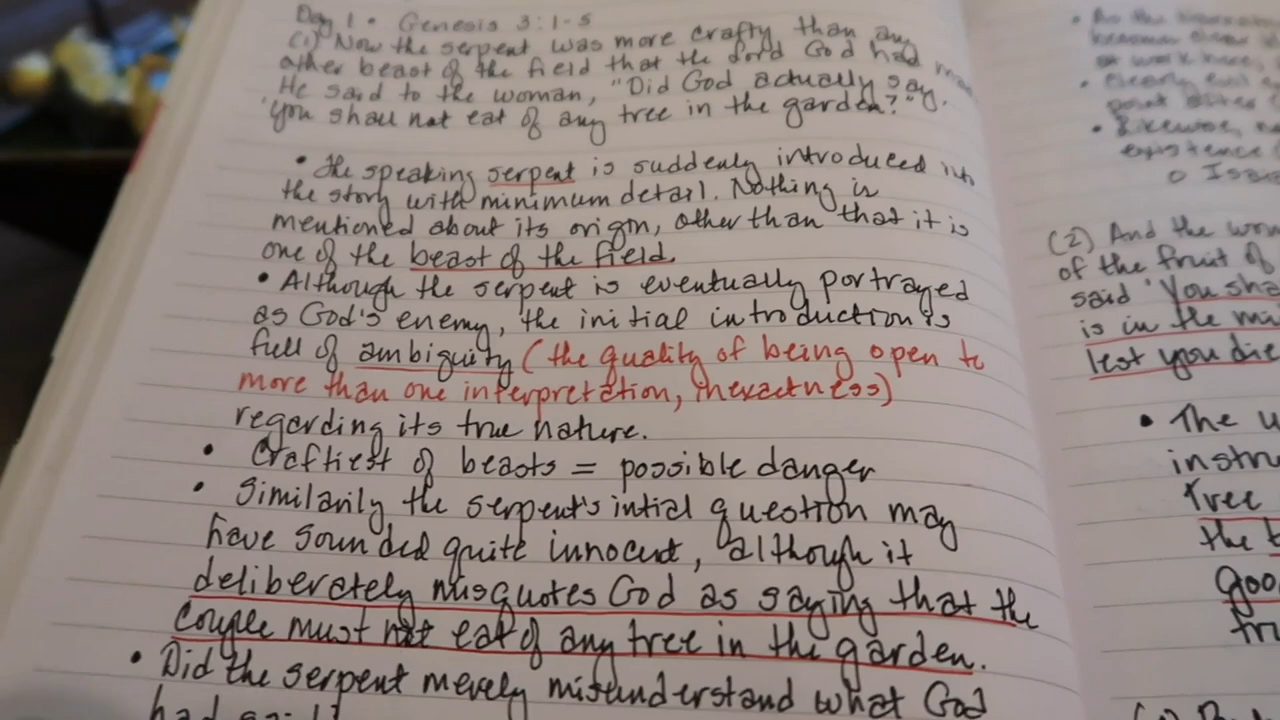 Day 1 • Genesis 3:1-5
(1) Now the serpent was more crafty than any
other beast of the field that the Lord God had
He said to the woman, "Did God actually say,
'You shall not eat of any tree in the garden?'"
• The speaking serpent is suddenly introduced into
the story with minimum detail. Nothing is
mentioned about its origin, other than that it is
one of the beast of the field.
• Although the serpent is eventually portrayed
as God's enemy, the initial introduction is
full of ambiguity (the quality of being open to
more than one interpretation, inexactness)
regarding its true nature.
• Craftiest of beasts = possible danger
• Similarily the serpent's intial question may
have sounded quite innocent, although it
deliberately misquotes God as saying that the
couple must not eat of any tree in the garden.
• Did the serpent merely misunderstand what God
had
(2) And the
of the fruit of
said 'You
is in the
lest you die
• The
tree
the